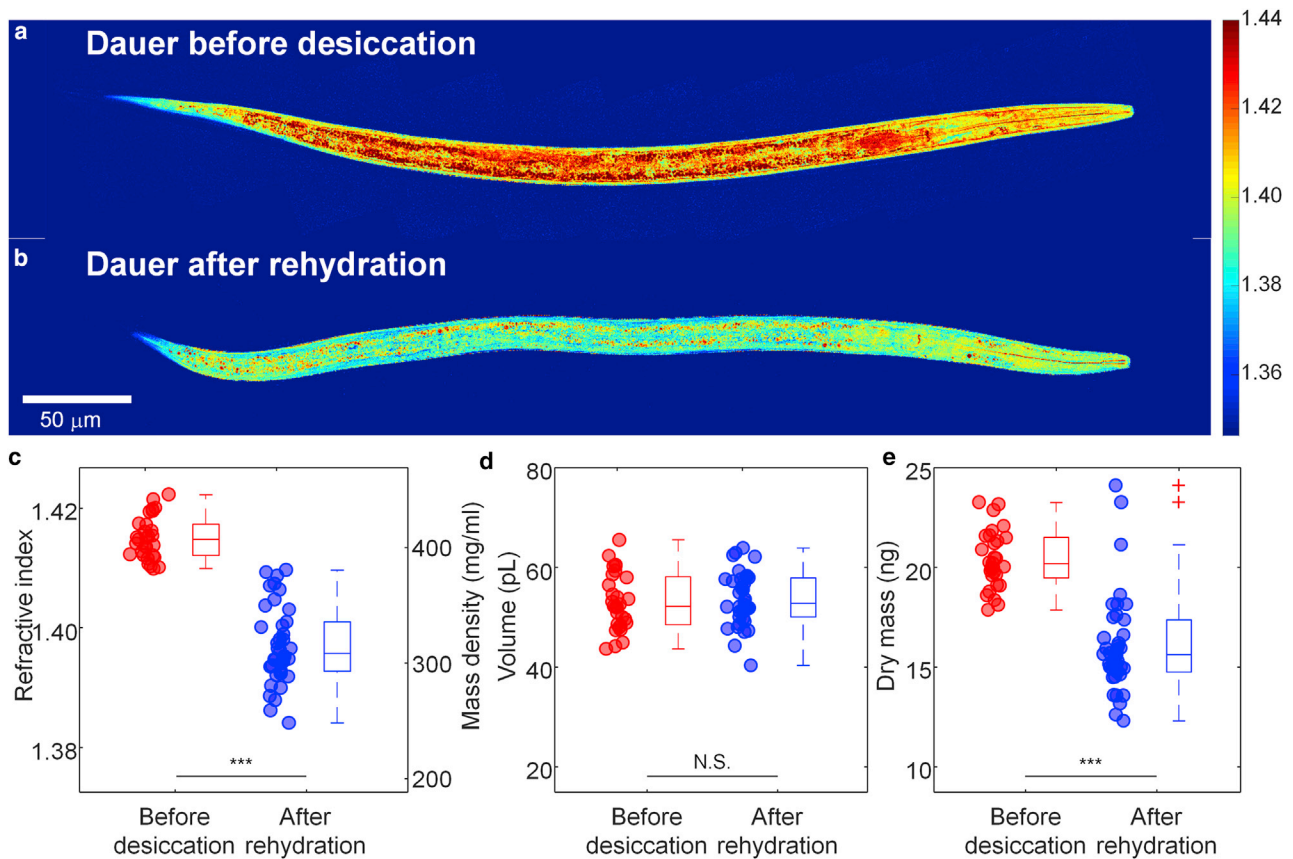 a
Dauer before desiccation
b
Dauer after rehydration
50 μm
1.44
1.42
1.40
1.38
1.36
c
Refractive index
1.42
1.40
1.38
Mass density (mg/ml)
400
300
200
***
Before desiccation
After rehydration
d
Volume (pL)
80
60
40
20
N.S.
Before desiccation
After rehydration
e
Dry mass (ng)
25
20
15
10
***
Before desiccation
After rehydration